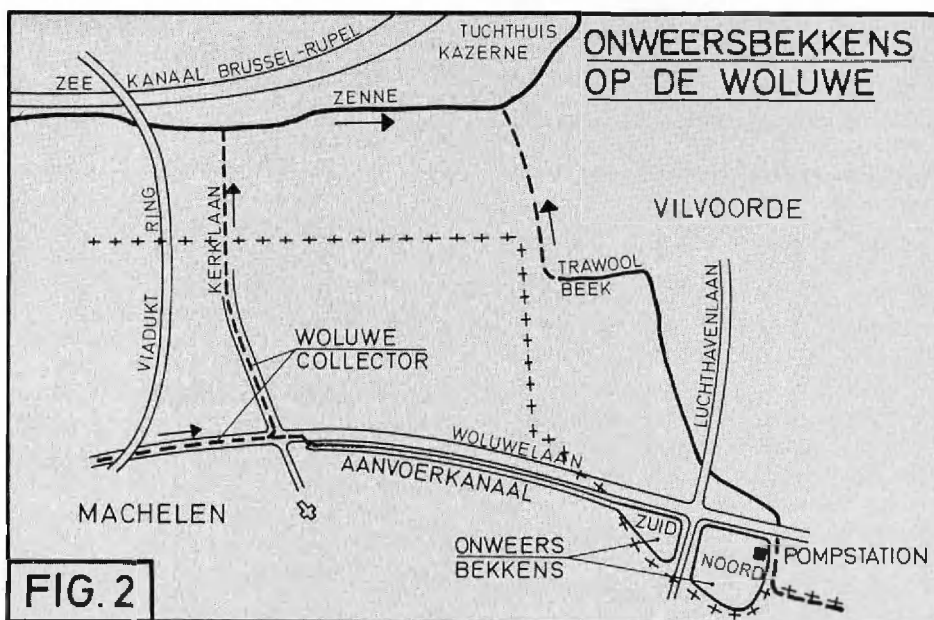 ONWEERSBEKKENS
OP DE WOLUWE
TUCHTHUIS
KAZERNE
ZEE KANAAL BRUSSEL-RUPEL
ZENNE
VIADUKT RING
KERKLAAN
VILVOORDE
TRAWOOL
BEEK
LUCHTHAVENLAAN
WOLUWE
COLLECTOR
WOLUWELAAN
AANVOERKANAAL
MACHELEN
ZUID
ONWEERS
BEKKENS
NOORD
POMPSTATION
FIG. 2